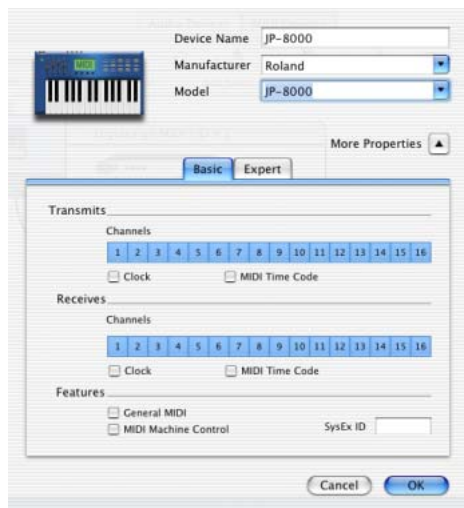 Device Name JP-8000
Manufacturer Roland
MIDI
Model JP-8000
More Properties
Basic Expert
Transmits
Channels
1 2 3 4 5 6 7 8 9 10 11 12 13 14 15 16
Clock MIDI Time Code
Receives
Channels
1 2 3 4 5 6 7 8 9 10 11 12 13 14 15 16
Clock MIDI Time Code
Features
General MIDI
MIDI Machine Control SysEx ID
Cancel OK